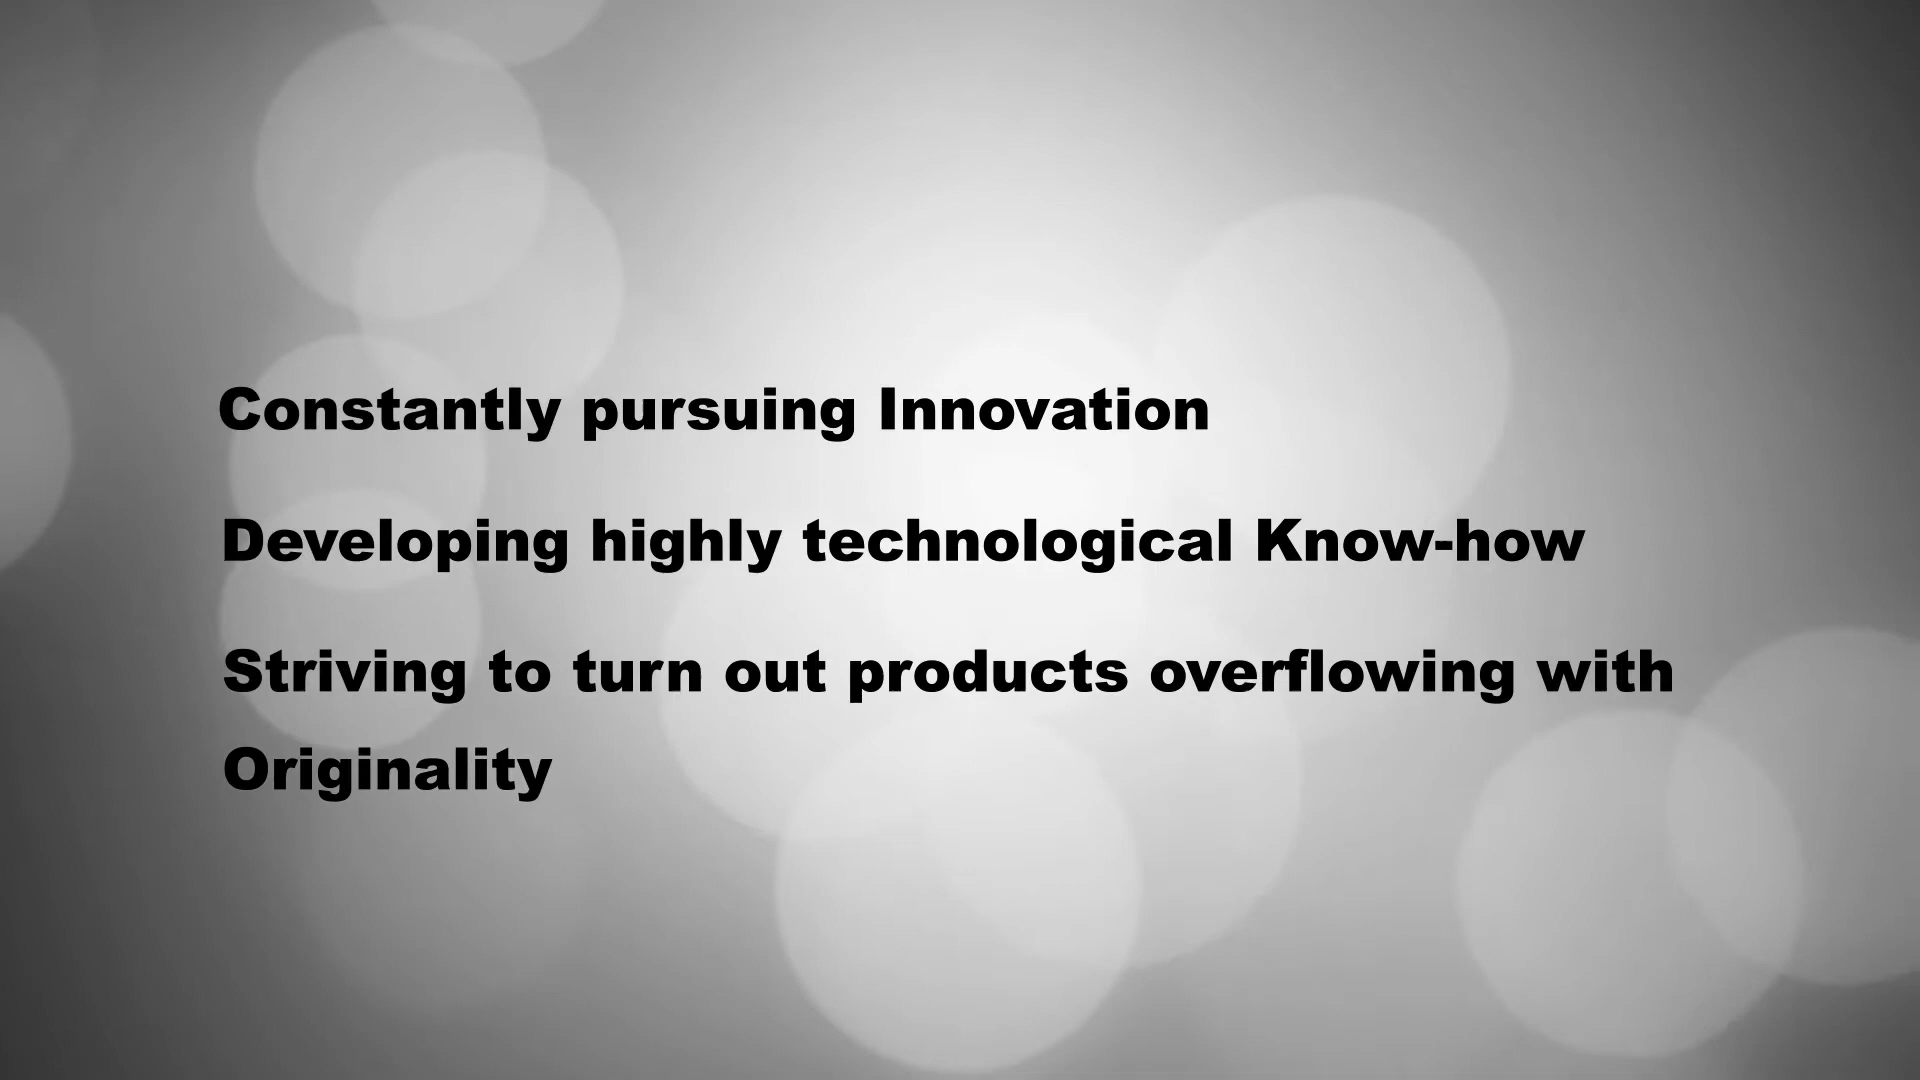 Constantly pursuing Innovation
Developing highly technological Know-how
Striving to turn out products overflowing with
Originality